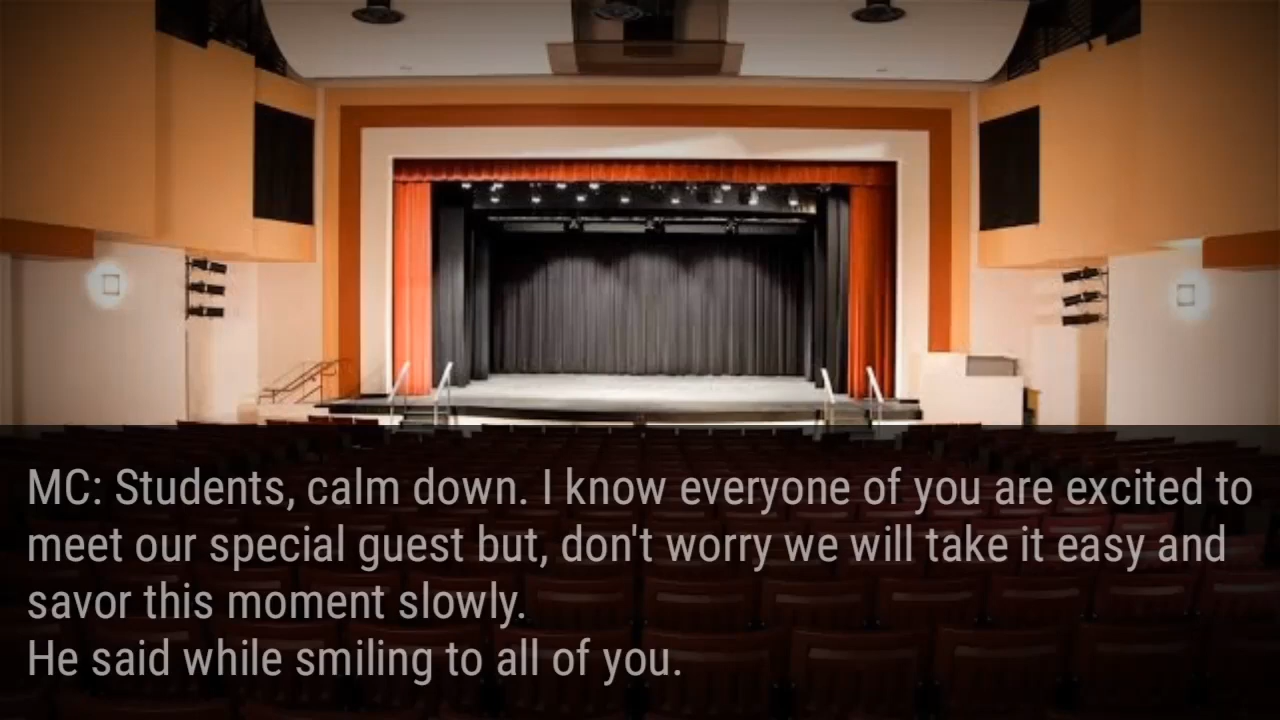 MC: Students, calm down. I know everyone of you are excited to
meet our special guest but, don't worry we will take it easy and
savor this moment slowly.
He said while smiling to all of you.